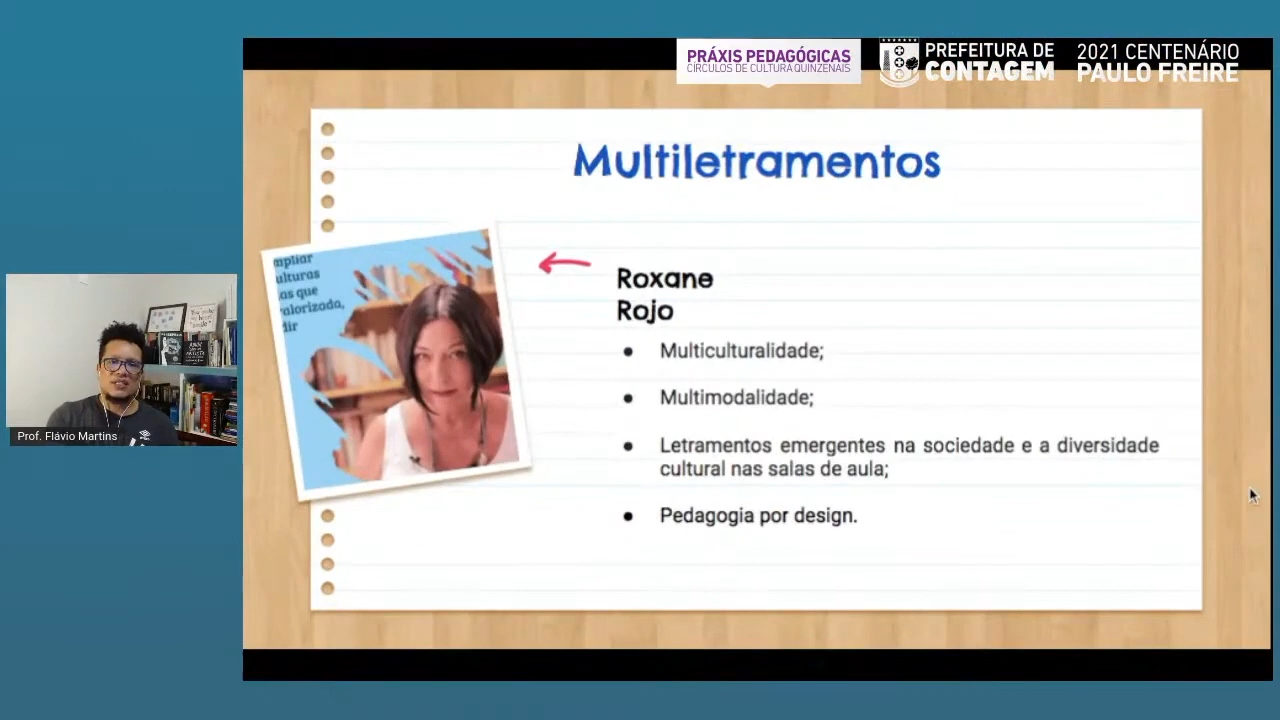 PRÁXIS PEDAGÓGICAS
CÍRCULOS DE CULTURA QUINZENAIS
PREFEITURA DE
CONTAGEM
2021 CENTENÁRIO
PAULO FREIRE
Multiletramentos
mpliar
ulturas
as que
alorizada,
dir
Roxane
Rojo
• Multiculturalidade;
• Multimodalidade;
• Letramentos emergentes na sociedade e a diversidade
cultural nas salas de aula;
• Pedagogia por design.
Prof. Flávio Martins